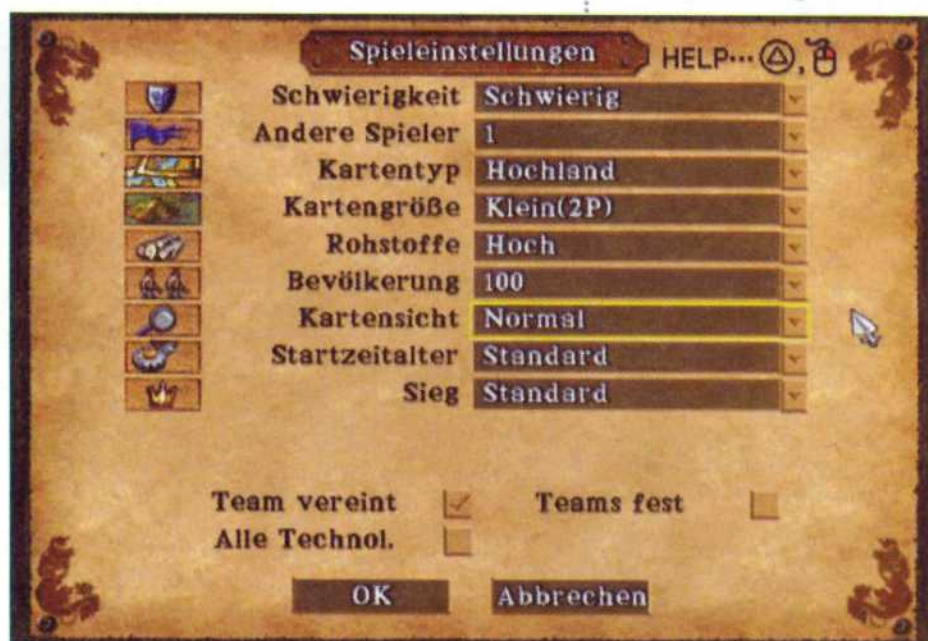 Spieleinstellungen HELP…
Schwierigkeit Schwierig
Andere Spieler 1
Kartentyp Hochland
Kartengröße Klein(2P)
Rohstoffe Hoch
Bevölkerung 100
Kartensicht Normal
Startzeitalter Standard
Sieg Standard
Team vereint Teams fest
Alle Technol.
OK Abbrechen